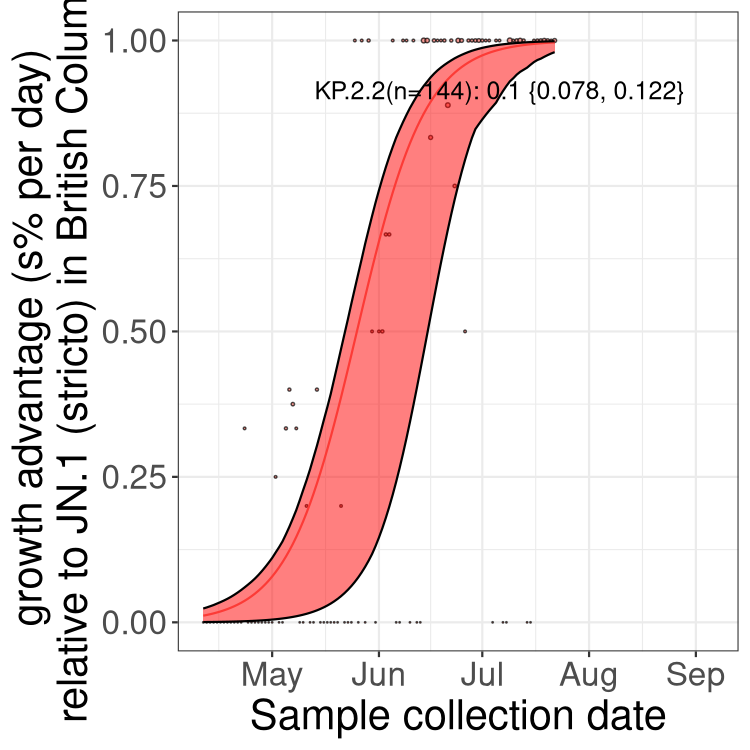 growth advantage (s% per day)
relative to JN.1 (stricto) in British Colum
1.00
0.75
0.50
0.25
0.00
KP.2.2(n=144): 0.1 {0.078, 0.122}
May Jun Jul Aug Sep
Sample collection date